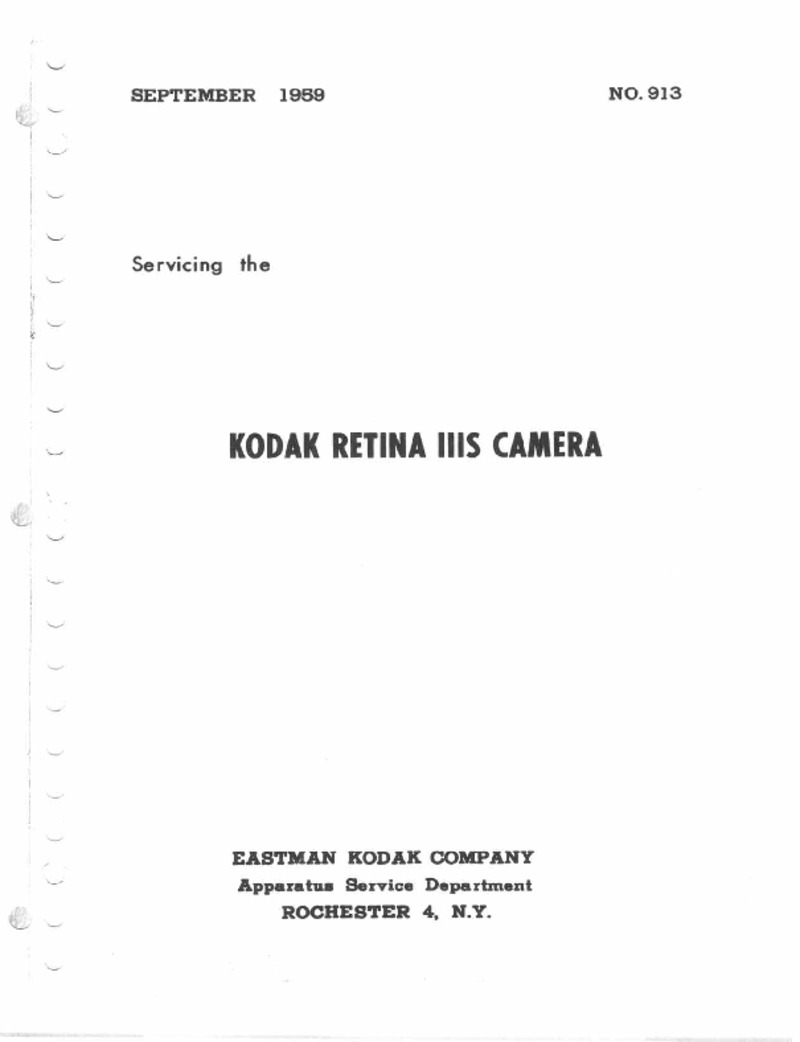 SEPTEMBER 1959 NO. 913
Servicing the
KODAK RETINA IIIS CAMERA
EASTMAN KODAK COMPANY
Apparatus Service Department
ROCHESTER 4, N.Y.